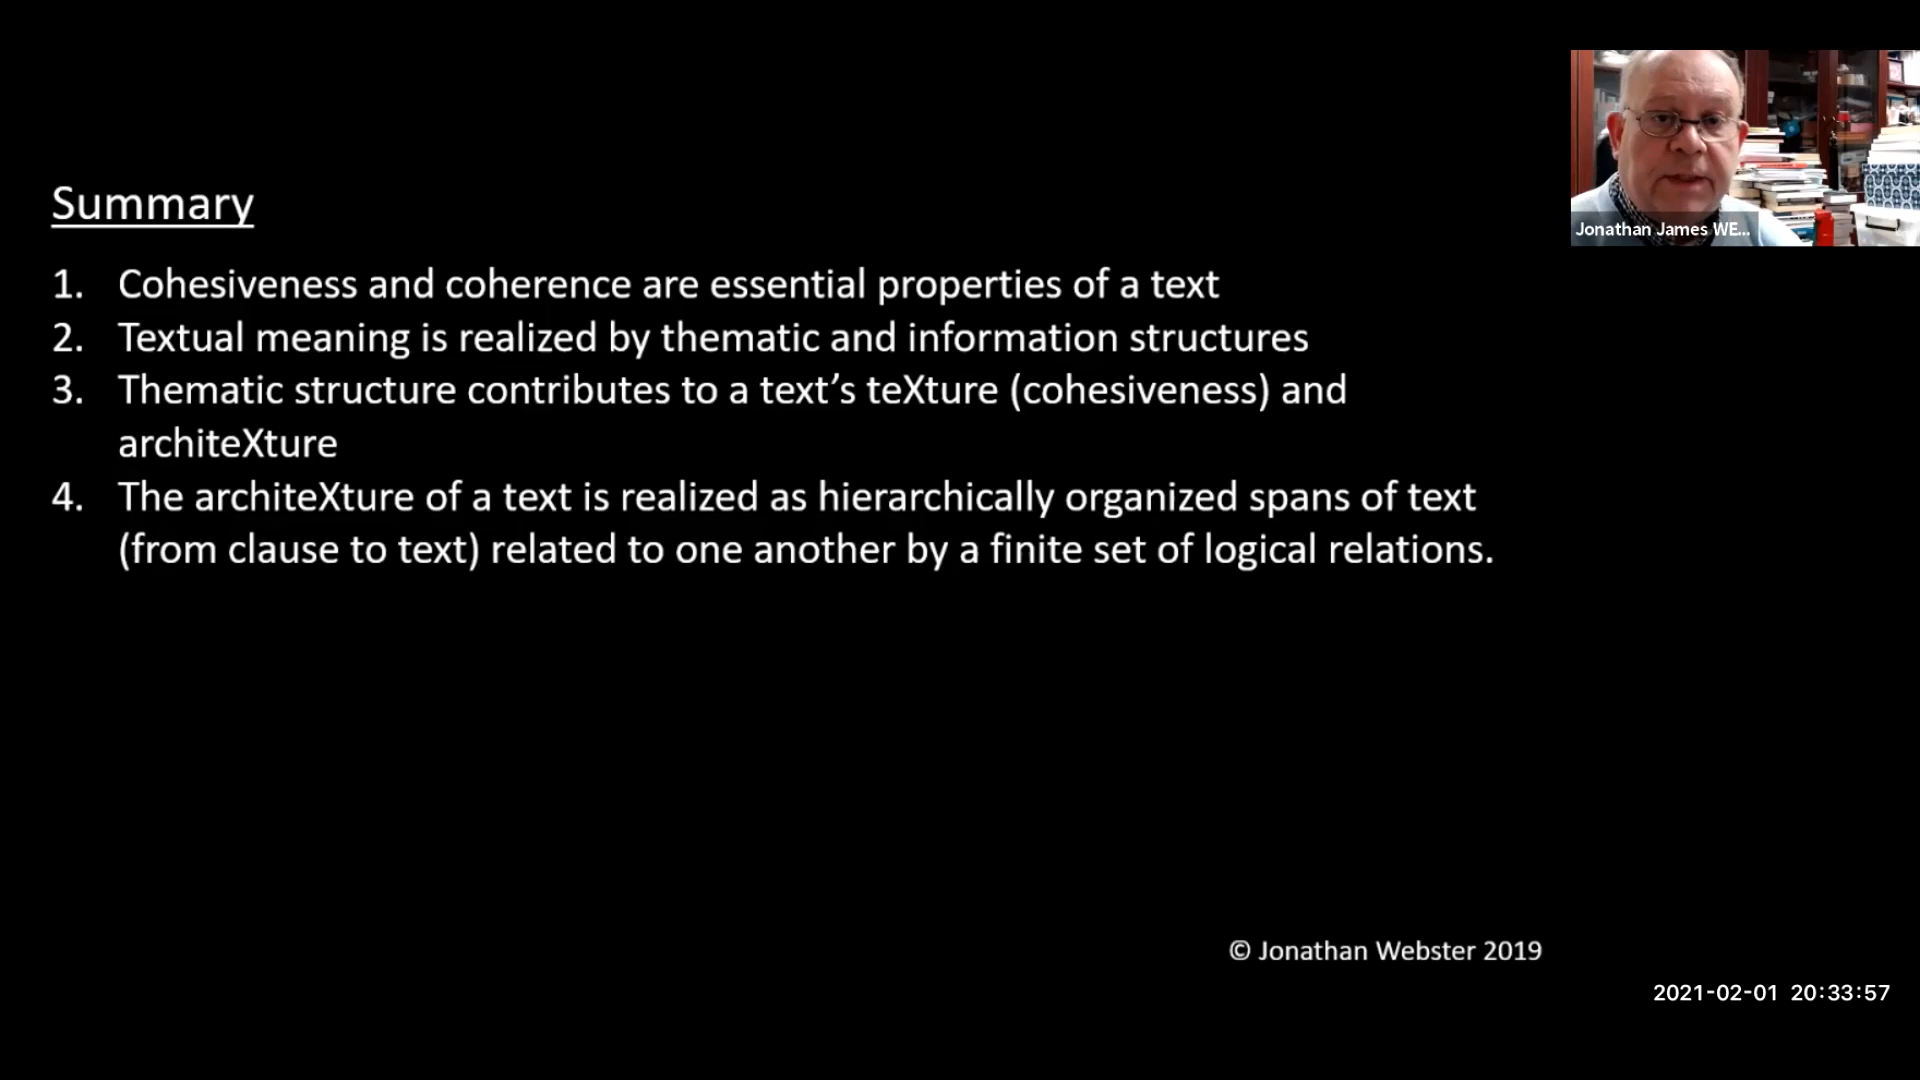 Summary
1. Cohesiveness and coherence are essential properties of a text
2. Textual meaning is realized by thematic and information structures
3. Thematic structure contributes to a text’s teXture (cohesiveness) and
architeXture
4. The architeXture of a text is realized as hierarchically organized spans of text
(from clause to text) related to one another by a finite set of logical relations.
Jonathan James WE...
© Jonathan Webster 2019
2021-02-01 20:33:57